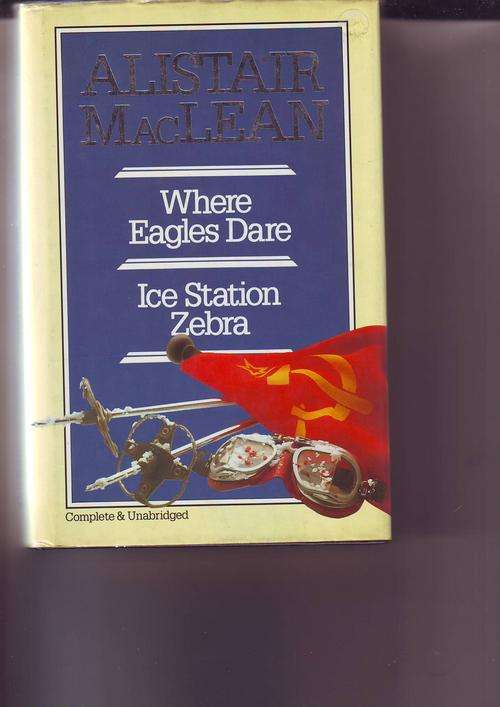 ALISTAIR
MACLEAN
Where
Eagles Dare
Ice Station
Zebra
Complete & Unabridged